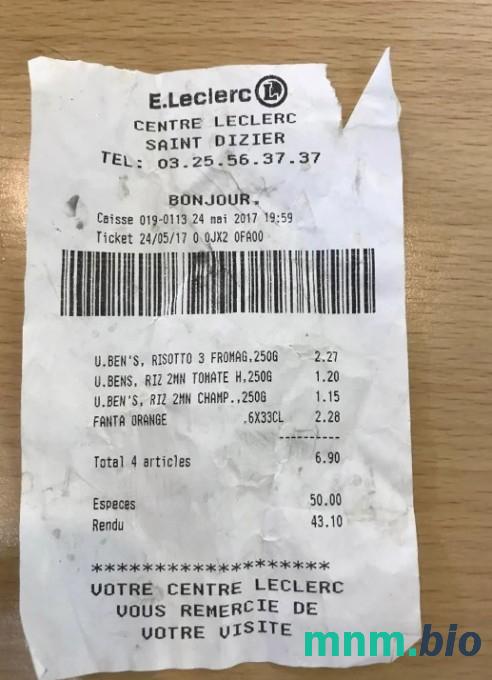 E.Leclerc L
CENTRE LECLERC
SAINT DIZIER
TEL: 03.25.56.37.37
BONJOUR.
Caisse 019-0113 24 mai 2017 19:59
Ticket 24/05/17 0 0JX2 0FA00
U.BEN'S, RISOTTO 3 FROMAG,250G 2.27
U.BENS, RIZ 2MN TOMATE H,250G 1.20
U.BEN'S, RIZ 2MN CHAMP.,250G 1.15
FANTA ORANGE .6X33CL 2.28
----------
Total 4 articles 6.90
Especes 50.00
Rendu 43.10
********************
VOTRE CENTRE LECLERC
VOUS REMERCIE DE
VOTRE VISITE
mnm.bio